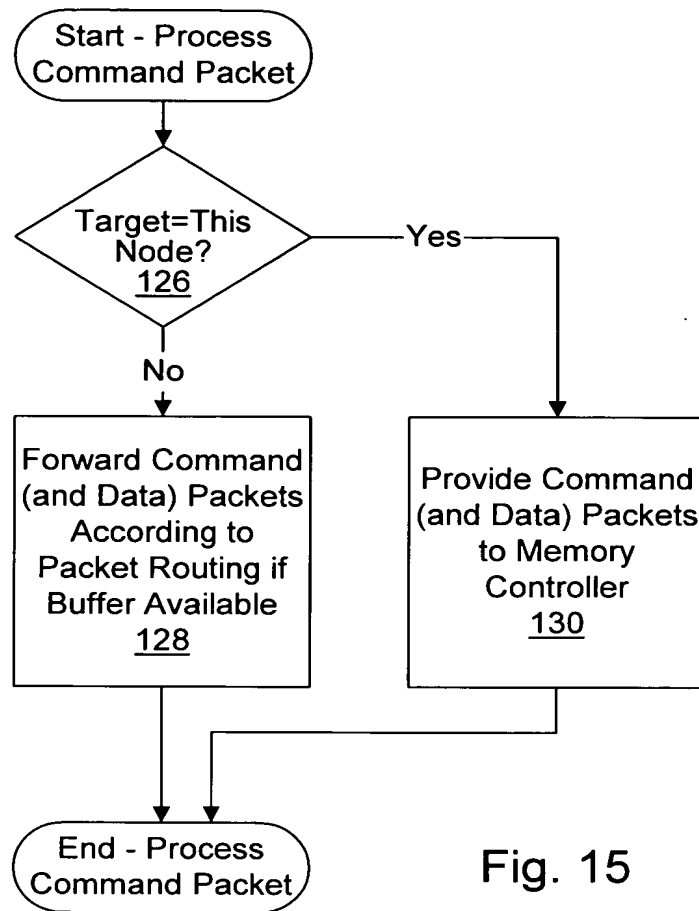 Start - Process
Command Packet
Target=This
Node?
126
Yes
No
Forward Command
(and Data) Packets
According to
Packet Routing if
Buffer Available
128
Provide Command
(and Data) Packets
to Memory
Controller
130
End - Process
Command Packet
Fig. 15